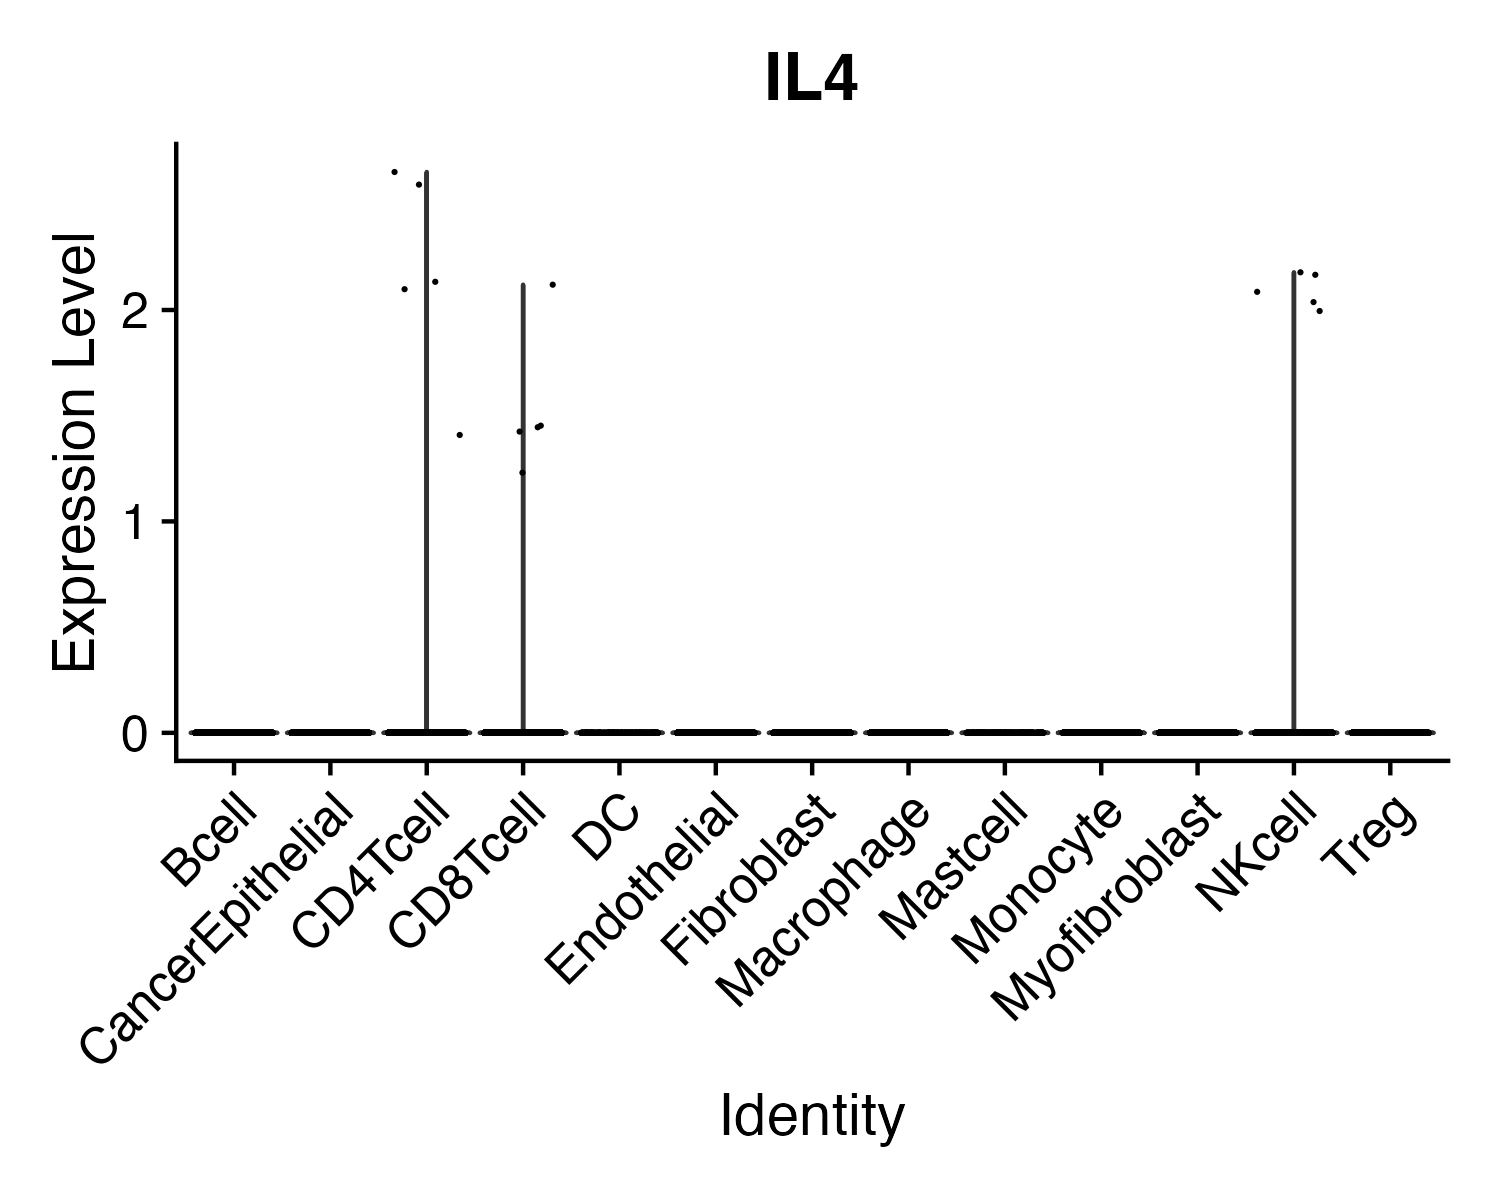 IL4
Expression Level
2
1
0
Bcell
CancerEpithelial
CD4Tcell
CD8Tcell
DC
Endothelial
Fibroblast
Macrophage
Mastcell
Monocyte
Myofibroblast
NKcell
Treg
Identity